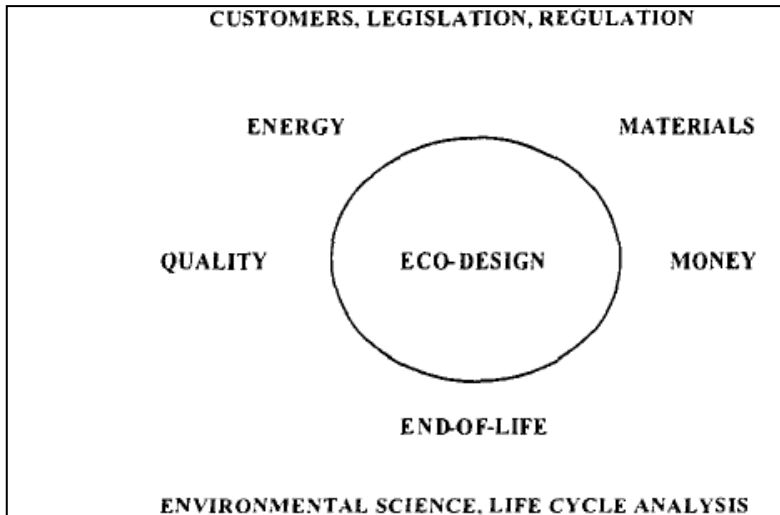 CUSTOMERS, LEGISLATION, REGULATION
ENERGY
MATERIALS
QUALITY
ECO-DESIGN
MONEY
END-OF-LIFE
ENVIRONMENTAL SCIENCE, LIFE CYCLE ANALYSIS